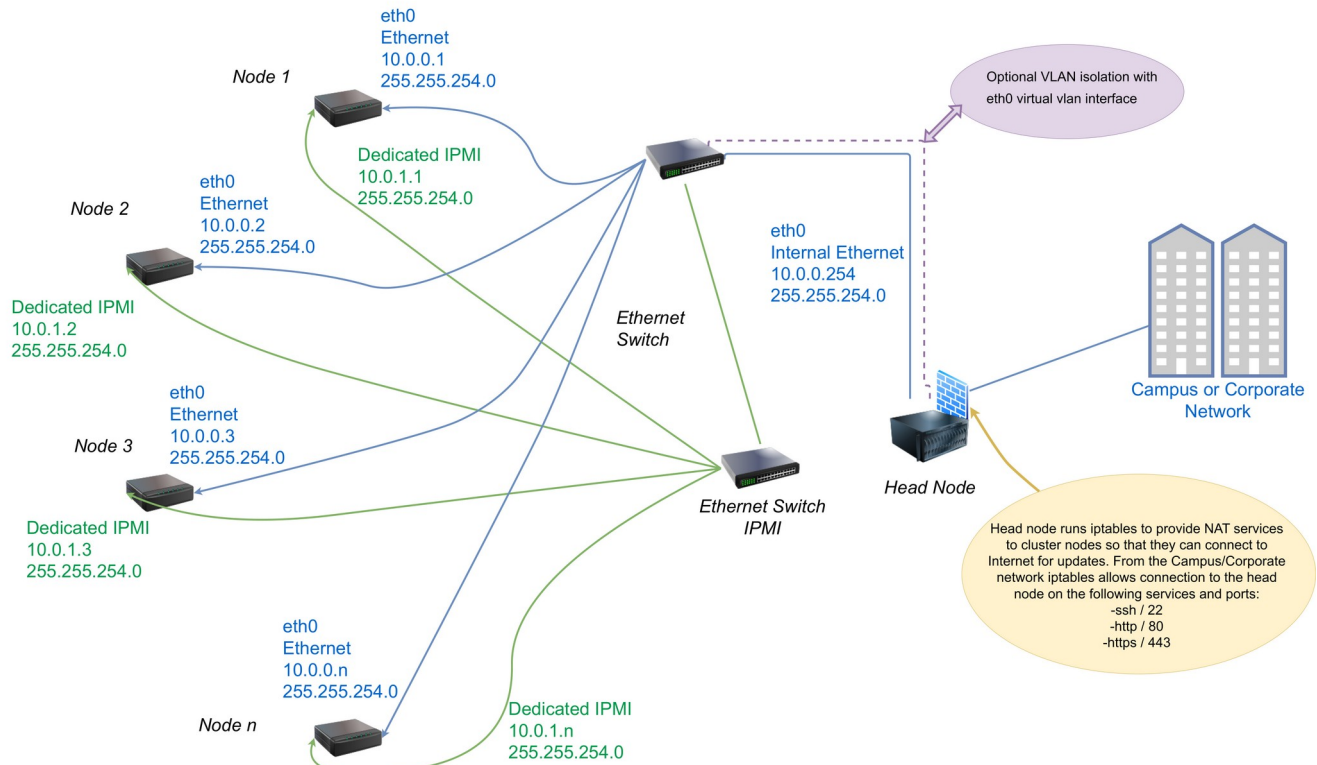 eth0
Ethernet
10.0.0.1
255.255.254.0
Node 1
Optional VLAN isolation with
eth0 virtual vlan interface
Dedicated IPMI
10.0.1.1
255.255.254.0
Node 2
eth0
Ethernet
10.0.0.2
255.255.254.0
eth0
Internal Ethernet
10.0.0.254
255.255.254.0
Dedicated IPMI
10.0.1.2
255.255.254.0
Ethernet
Switch
Campus or Corporate
Network
eth0
Ethernet
10.0.0.3
255.255.254.0
Node 3
Head Node
Ethernet Switch
IPMI
Dedicated IPMI
10.0.1.3
255.255.254.0
Head node runs iptables to provide NAT services
to cluster nodes so that they can connect to
Internet for updates. From the Campus/Corporate
network iptables allows connection to the head
node on the following services and ports:
-ssh / 22
-http / 80
-https / 443
eth0
Ethernet
10.0.0.n
255.255.254.0
Node n
Dedicated IPMI
10.0.1.n
255.255.254.0